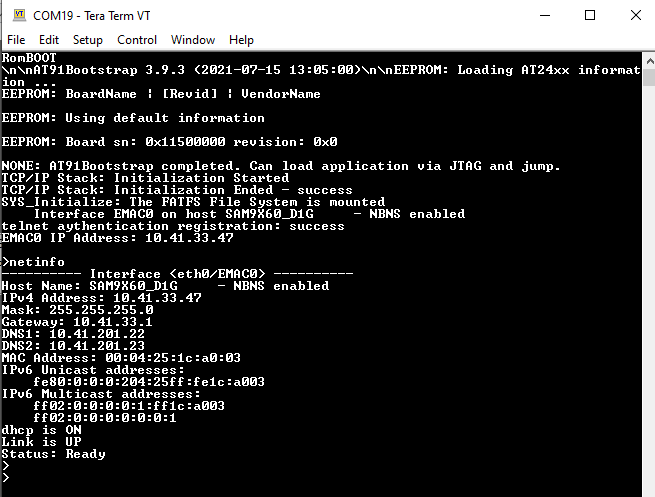 COM19 - Tera Term VT
File Edit Setup Control Window Help
RomBOOT
\n\nAT91Bootstrap 3.9.3 (2021-07-15 13:05:00)\n\nEEPROM: Loading AT24xx informat
ion ...
EEPROM: BoardName | [Revid] | VendorName
EEPROM: Using default information
EEPROM: Board sn: 0x11500000 revision: 0x0
NONE: AT91Bootstrap completed. Can load application via JTAG and jump.
TCP/IP Stack: Initialization Started
TCP/IP Stack: Initialization Ended - success
SYS_Initialize: The FATFS File System is mounted
    Interface EMAC0 on host SAM9X60_D1G     - NBNS enabled
telnet aythentication registration: success
EMAC0 IP Address: 10.41.33.47
>netinfo
---------- Interface <eth0/EMAC0> ----------
Host Name: SAM9X60_D1G     - NBNS enabled
IPv4 Address: 10.41.33.47
Mask: 255.255.255.0
Gateway: 10.41.33.1
DNS1: 10.41.201.22
DNS2: 10.41.201.23
MAC Address: 00:04:25:1c:a0:03
IPv6 Unicast addresses:
    fe80:0:0:0:204:25ff:fe1c:a003
IPv6 Multicast addresses:
    ff02:0:0:0:0:1:ff1c:a003
    ff02:0:0:0:0:0:0:1
dhcp is ON
Link is UP
Status: Ready
>
>